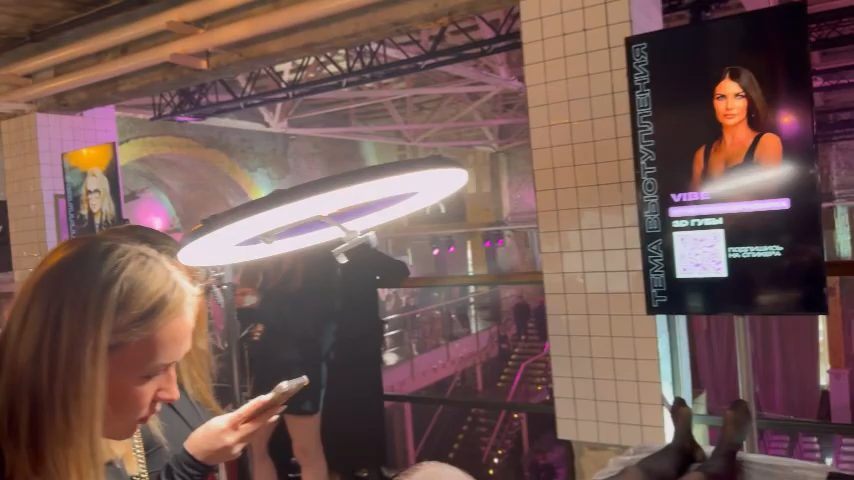 ТЕМА ВЫСТУПЛЕНИЯ
VIBE
3D ГУБЫ
ПОДПИШИСЬ
НА СПИКЕРА